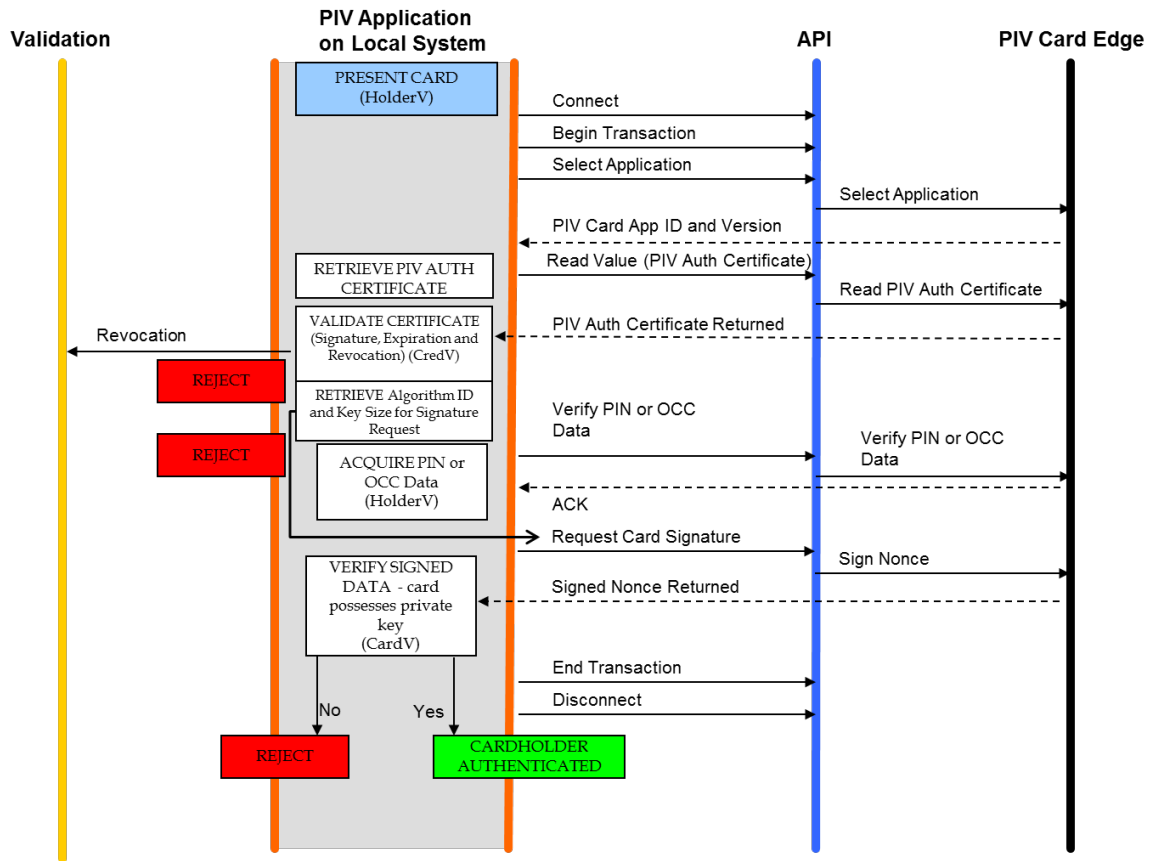 Validation
PIV Application
on Local System
API
PIV Card Edge
PRESENT CARD
(HolderV)
Connect
Begin Transaction
Select Application
Select Application
PIV Card App ID and Version
RETRIEVE PIV AUTH
CERTIFICATE
Read Value (PIV Auth Certificate)
Read PIV Auth Certificate
Revocation
VALIDATE CERTIFICATE
(Signature, Expiration and
Revocation) (CredV)
PIV Auth Certificate Returned
REJECT
RETRIEVE Algorithm ID
and Key Size for Signature
Request
Verify PIN or OCC
Data
Verify PIN or OCC
Data
REJECT
ACQUIRE PIN or
OCC Data
(HolderV)
ACK
Request Card Signature
Sign Nonce
VERIFY SIGNED
DATA - card
possesses private
key
(CardV)
Signed Nonce Returned
End Transaction
Disconnect
No
Yes
REJECT
CARDHOLDER
AUTHENTICATED